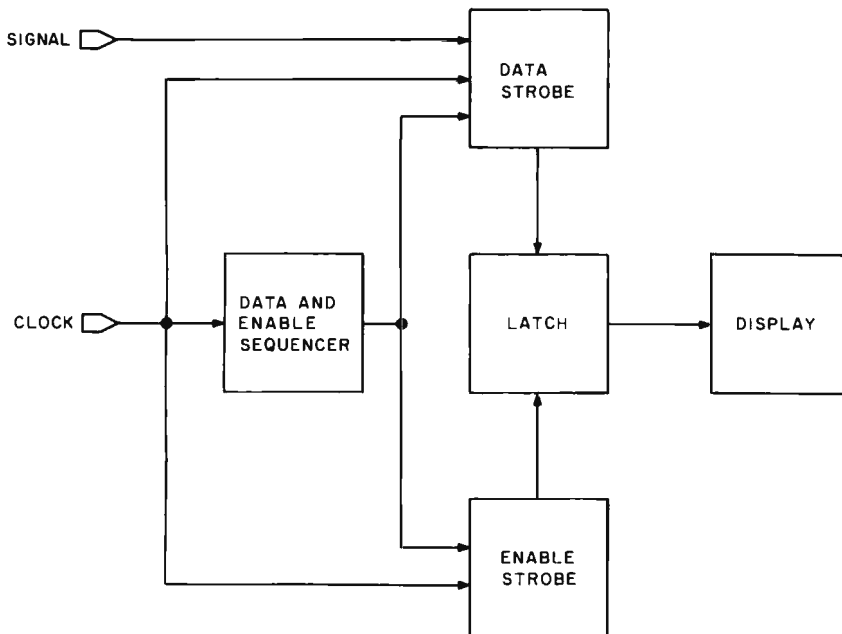 SIGNAL
DATA
STROBE
CLOCK
DATA AND
ENABLE
SEQUENCER
LATCH
DISPLAY
ENABLE
STROBE